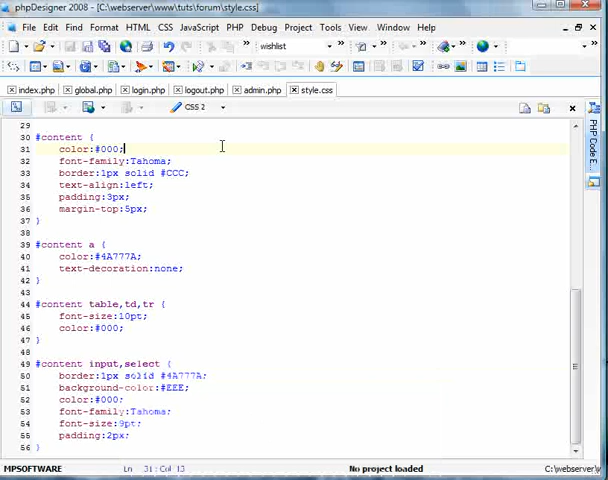 phpDesigner 2008 - [C:\webserver\www\tuts\forum\style.css]
File Edit Find Format HTML CSS JavaScript PHP Debug Project Tools View Window Help
wishlist
index.php global.php login.php logout.php admin.php style.css
CSS 2
PHP Code E
29
30 #content {
31 color:#000;
32 font-family:Tahoma;
33 border:1px solid #CCC;
34 text-align:left;
35 padding:3px;
36 margin-top:5px;
37 }
38
39 #content a {
40 color:#4A777A;
41 text-decoration:none;
42 }
43
44 #content table,td,tr {
45 font-size:10pt;
46 color:#000;
47 }
48
49 #content input,select {
50 border:1px solid #4A777A;
51 background-color:#EEE;
52 color:#000;
53 font-family:Tahoma;
54 font-size:9pt;
55 padding:2px;
56 }
MPSOFTWARE Ln 31 : Col 13 No project loaded C:\webserver\w